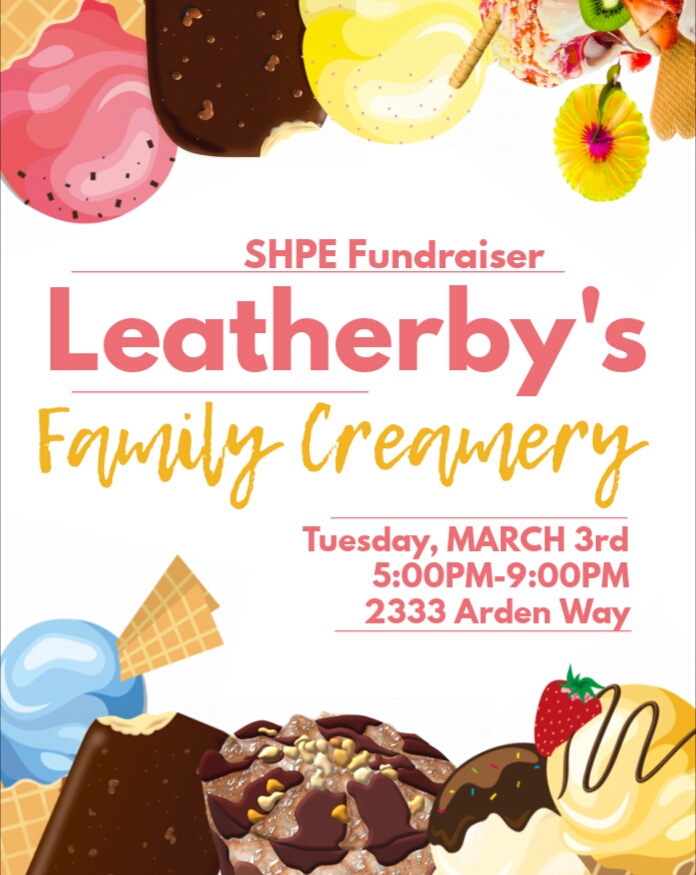 SHPE Fundraiser
Leatherby's
Family Creamery
Tuesday, MARCH 3rd
5:00PM-9:00PM
2333 Arden Way